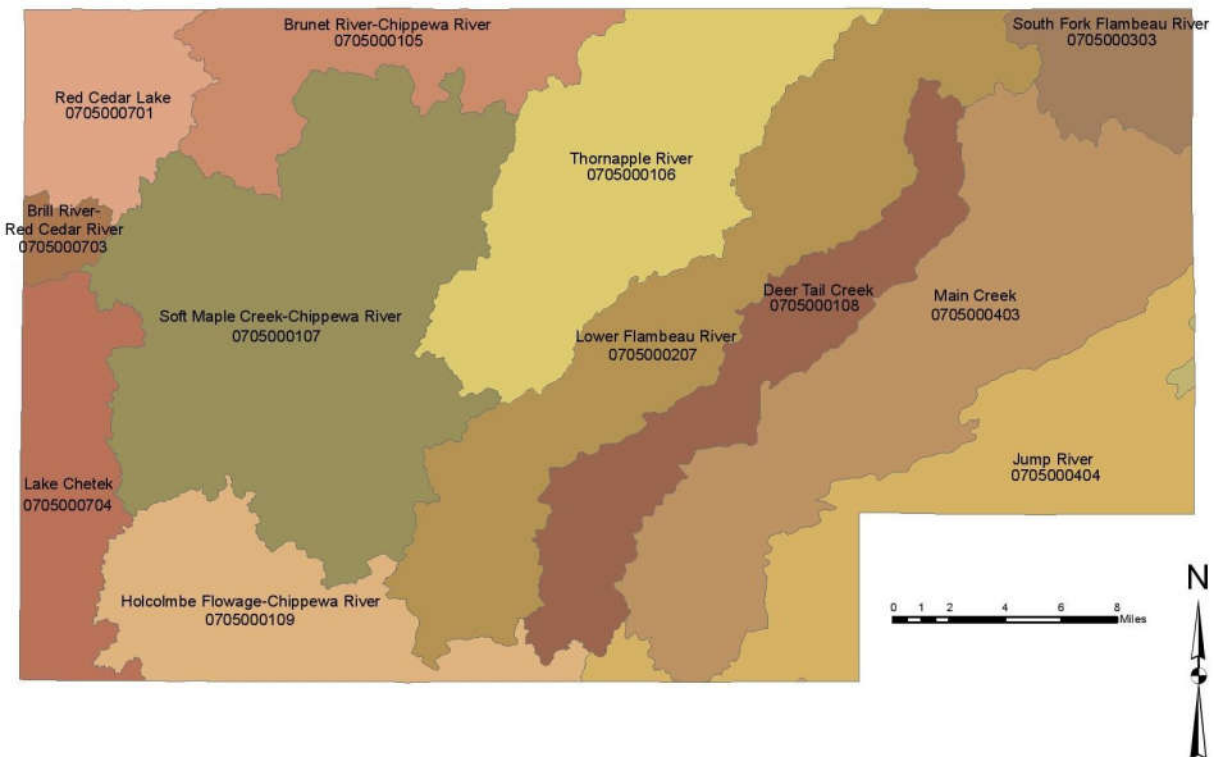 Brunet River-Chippewa River
0705000105
South Fork Flambeau River
0705000303
Red Cedar Lake
0705000701
Thornapple River
0705000106
Brill River-
Red Cedar River
0705000703
Deer Tail Creek
0705000108
Main Creek
0705000403
Soft Maple Creek-Chippewa River
0705000107
Lower Flambeau River
0705000207
Jump River
0705000404
Lake Chetek
0705000704
Holcolmbe Flowage-Chippewa River
0705000109
0 1 2 4 6 8
Miles
N